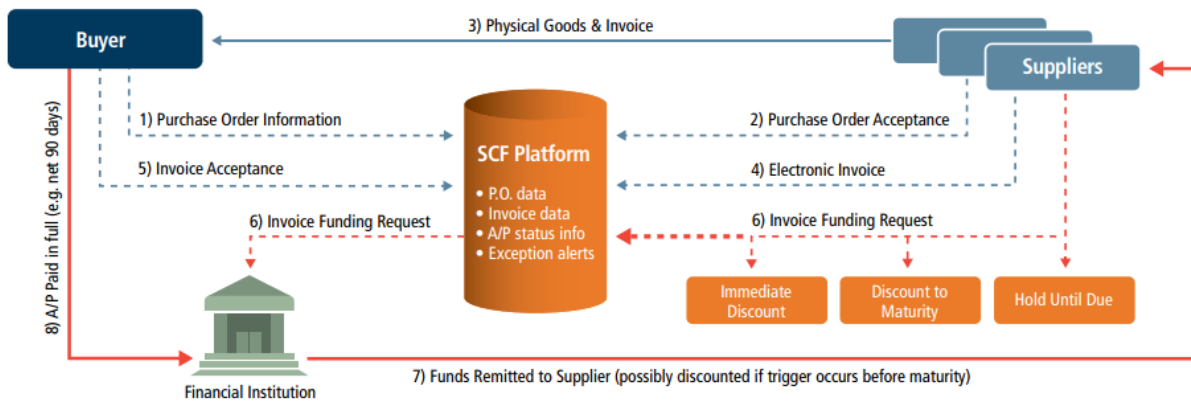 3) Physical Goods & Invoice
Buyer
Suppliers
1) Purchase Order Information
2) Purchase Order Acceptance
SCF Platform
5) Invoice Acceptance
4) Electronic Invoice
• P.O. data
• Invoice data
• A/P status info
• Exception alerts
6) Invoice Funding Request
6) Invoice Funding Request
Immediate
Discount
Discount to
Maturity
Hold Until Due
8) A/P Paid in full (e.g. net 90 days)
7) Funds Remitted to Supplier (possibly discounted if trigger occurs before maturity)
Financial Institution